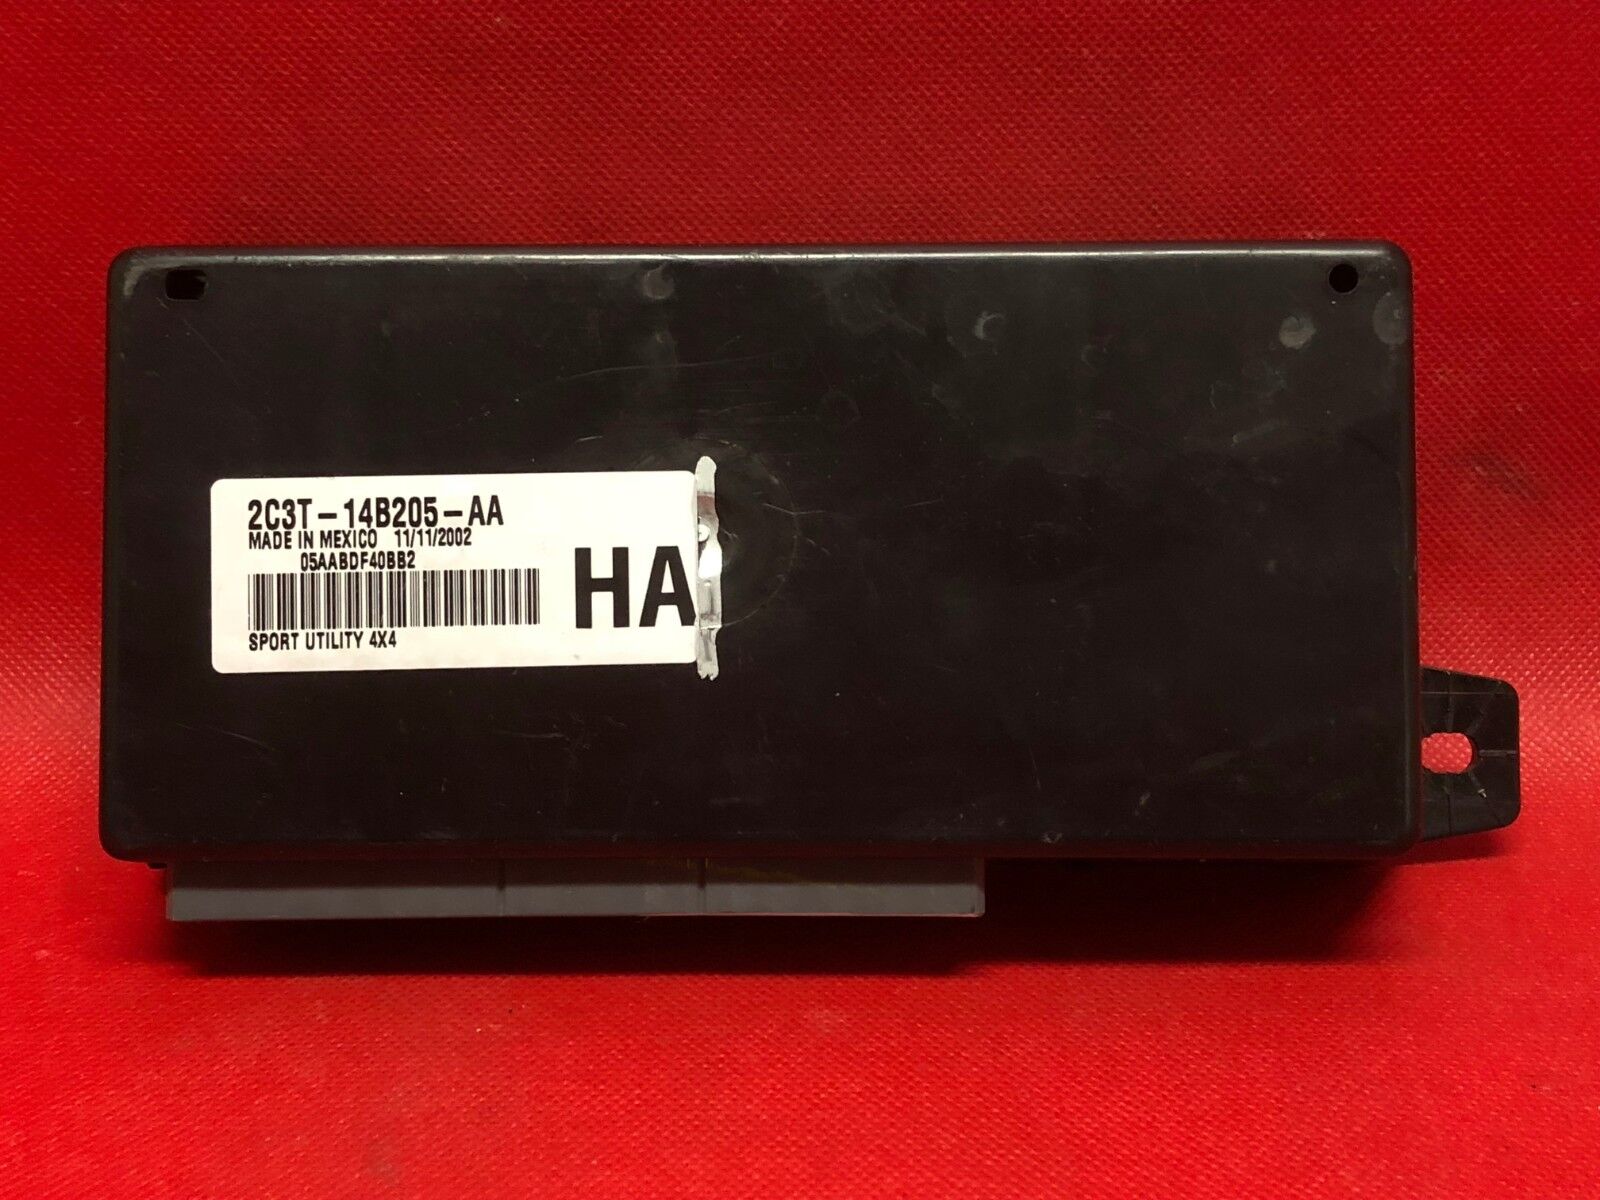 2C3T-14B205-AA
MADE IN MEXICO 11/11/2002
05AABDF40BB2
HA
SPORT UTILITY 4X4